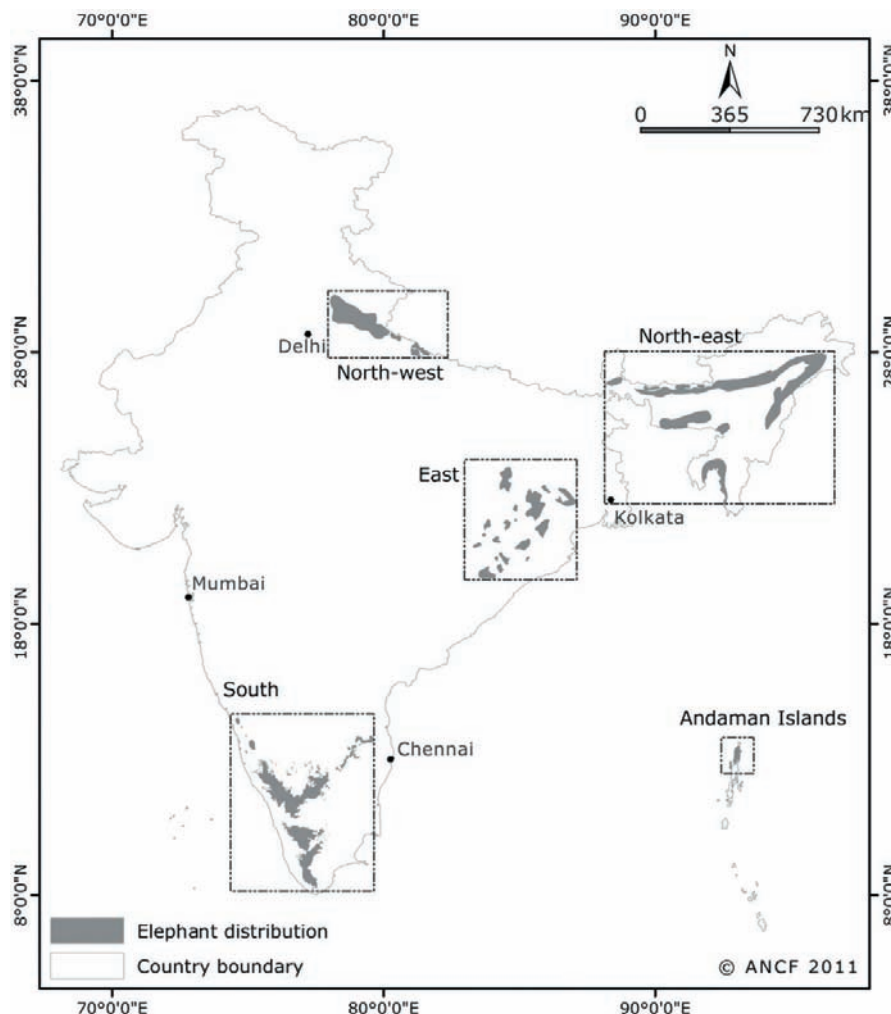 70°0'0"E 80°0'0"E 90°0'0"E
38°0'0"N
38°0'0"N
N
0 365 730 km
28°0'0"N
28°0'0"N
Delhi
North-west
North-east
East
Kolkata
Mumbai
18°0'0"N
18°0'0"N
South
Chennai
Andaman Islands
8°0'0"N
8°0'0"N
Elephant distribution
Country boundary
© ANCF 2011
70°0'0"E 80°0'0"E 90°0'0"E